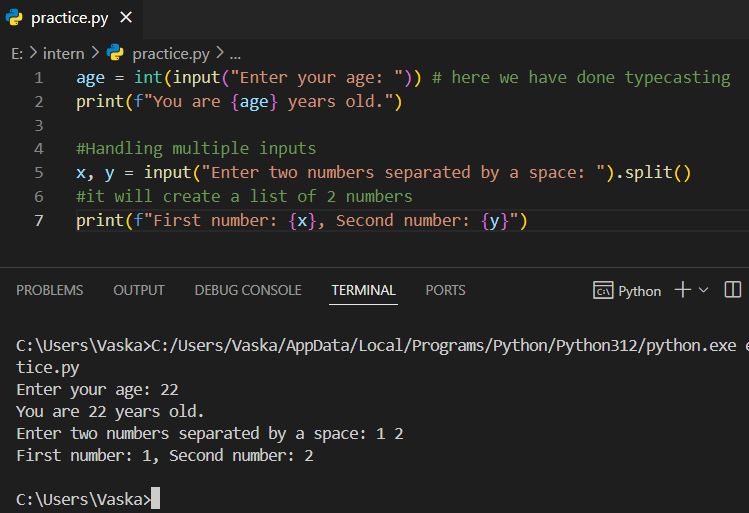 practice.py ×
E: > intern > practice.py > ...
1 age = int(input("Enter your age: ")) # here we have done typecasting
2 print(f"You are {age} years old.")
3
4 #Handling multiple inputs
5 x, y = input("Enter two numbers separated by a space: ").split()
6 #it will create a list of 2 numbers
7 print(f"First number: {x}, Second number: {y}")
PROBLEMS OUTPUT DEBUG CONSOLE TERMINAL PORTS Python
C:\Users\Vaska>C:/Users/Vaska/AppData/Local/Programs/Python/Python312/python.exe e
tice.py
Enter your age: 22
You are 22 years old.
Enter two numbers separated by a space: 1 2
First number: 1, Second number: 2
C:\Users\Vaska>